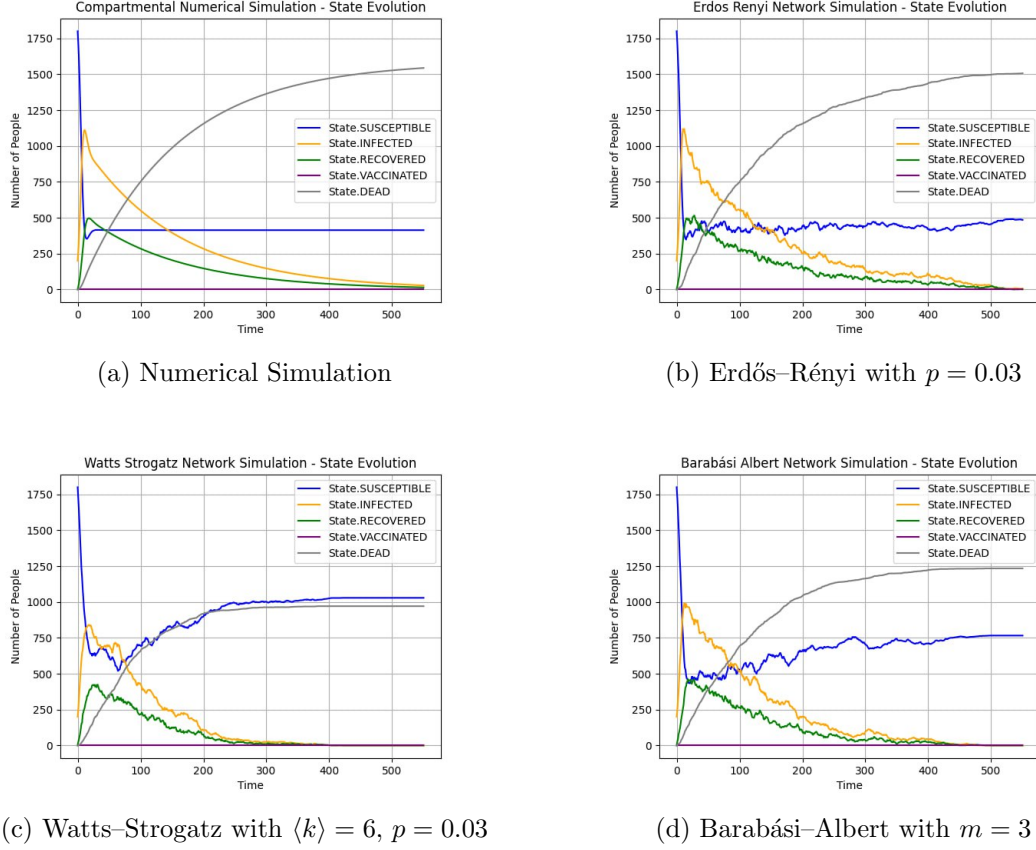 Compartmental Numerical Simulation - State Evolution
Number of People
1750
1500
1250
1000
750
500
250
0
State.SUSCEPTIBLE
State.INFECTED
State.RECOVERED
State.VACCINATED
State.DEAD
0 100 200 300 400 500
Time
(a) Numerical Simulation
Erdos Renyi Network Simulation - State Evolution
Number of People
1750
1500
1250
1000
750
500
250
0
State.SUSCEPTIBLE
State.INFECTED
State.RECOVERED
State.VACCINATED
State.DEAD
0 100 200 300 400 500
Time
(b) Erdős–Rényi with p = 0.03
Watts Strogatz Network Simulation - State Evolution
Number of People
1750
1500
1250
1000
750
500
250
0
State.SUSCEPTIBLE
State.INFECTED
State.RECOVERED
State.VACCINATED
State.DEAD
0 100 200 300 400 500
Time
(c) Watts–Strogatz with ⟨k⟩ = 6, p = 0.03
Barabási Albert Network Simulation - State Evolution
Number of People
1750
1500
1250
1000
750
500
250
0
State.SUSCEPTIBLE
State.INFECTED
State.RECOVERED
State.VACCINATED
State.DEAD
0 100 200 300 400 500
Time
(d) Barabási–Albert with m = 3